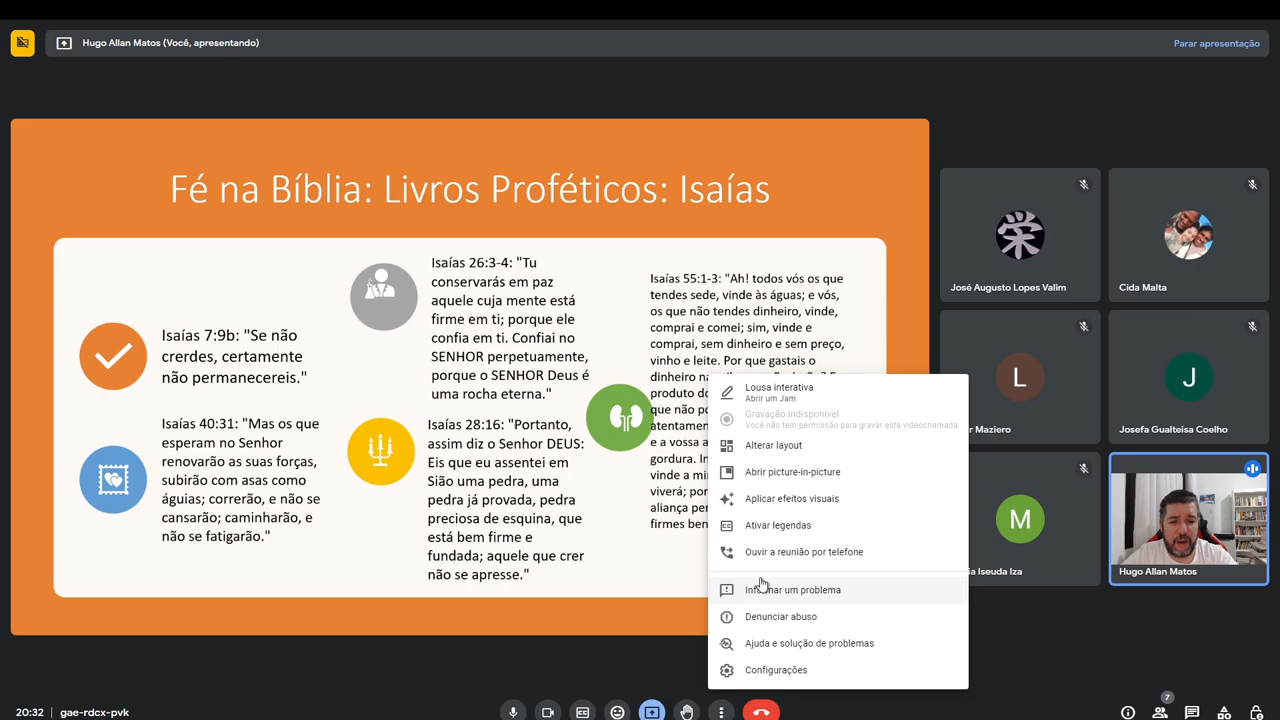 Hugo Allan Matos (Você, apresentando)
Parar apresentação
Fé na Bíblia: Livros Proféticos: Isaías
Isaías 7:9b: "Se não
crerdes, certamente
não permanecereis."
Isaías 40:31: "Mas os que
esperam no Senhor
renovarão as suas forças,
subirão com asas como
águias; correrão, e não se
cansarão; caminharão, e
não se fatigarão."
Isaías 26:3-4: "Tu
conservarás em paz
aquele cuja mente está
firme em ti; porque ele
confia em ti. Confiai no
SENHOR perpetuamente,
porque o SENHOR Deus é
uma rocha eterna."
Isaías 28:16: "Portanto,
assim diz o Senhor DEUS:
Eis que eu assentei em
Sião uma pedra, uma
pedra já provada, pedra
preciosa de esquina, que
está bem firme e
fundada; aquele que crer
não se apresse."
Isaías 55:1-3: "Ah! todos vós os que
tendes sede, vinde às águas; e vós,
os que não tendes dinheiro, vinde,
comprai e comei; sim, vinde e
comprai, sem dinheiro e sem preço,
vinho e leite. Por que gastais o
dinheiro
produto
que não
e a vossa a
gordura.
vinde a
viverá;
aliança
firmes
Lousa interativa
Abrir um Jam
Gravação indisponível
Você não tem permissão para gravar esta videochamada
Alterar layout
Abrir picture-in-picture
Aplicar efeitos visuais
Ativar legendas
Ouvir a reunião por telefone
um problema
Denunciar abuso
Ajuda e solução de problemas
Configurações
栄
José Augusto Lopes Valim
Cida Malta
L
Maziero
J
Josefa Gualteisa Coelho
M
Iseuda Iza
Hugo Allan Matos
20:32 | gae-rdcx-pvk
7